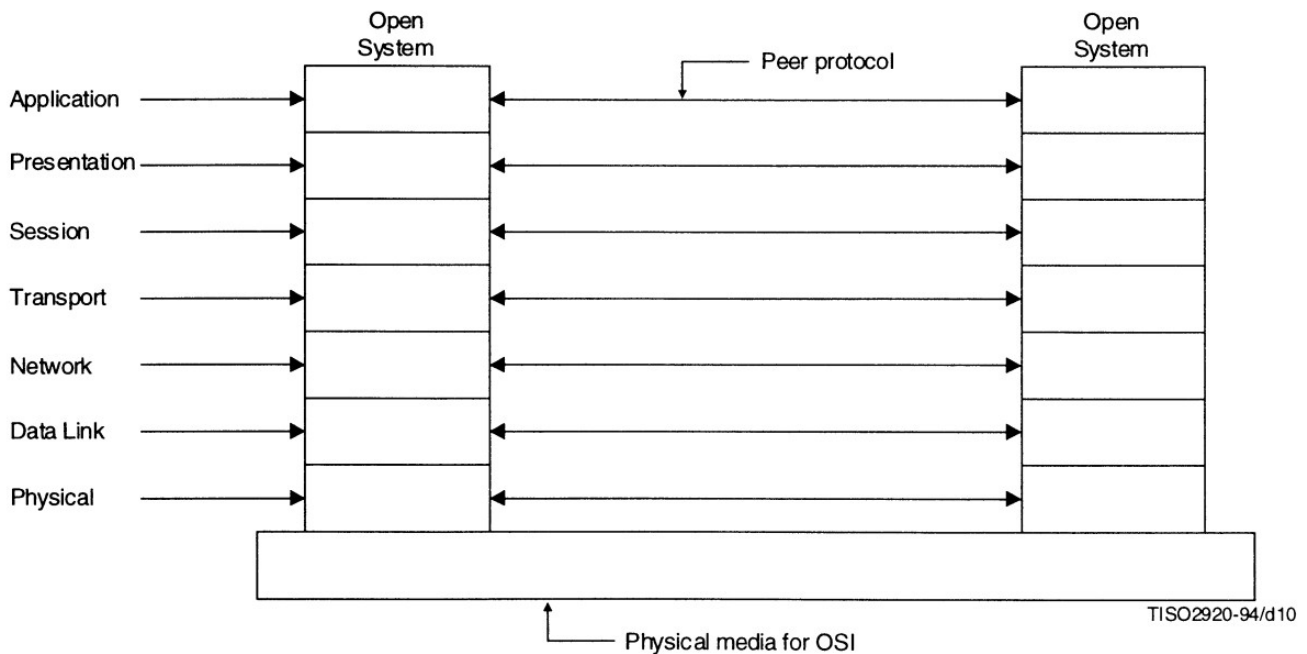 Open
System
Open
System
Peer protocol
Application
Presentation
Session
Transport
Network
Data Link
Physical
TISO2920-94/d10
Physical media for OSI